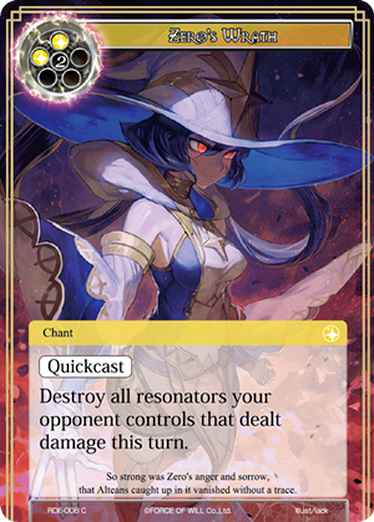 Zero's Wrath
2
Chant
Quickcast
Destroy all resonators your
opponent controls that dealt
damage this turn.
So strong was Zero's anger and sorrow,
that Alteans caught up in it vanished without a trace.
RDE-008 C ©FORCE OF WILL Co.,Ltd. Illust/lack